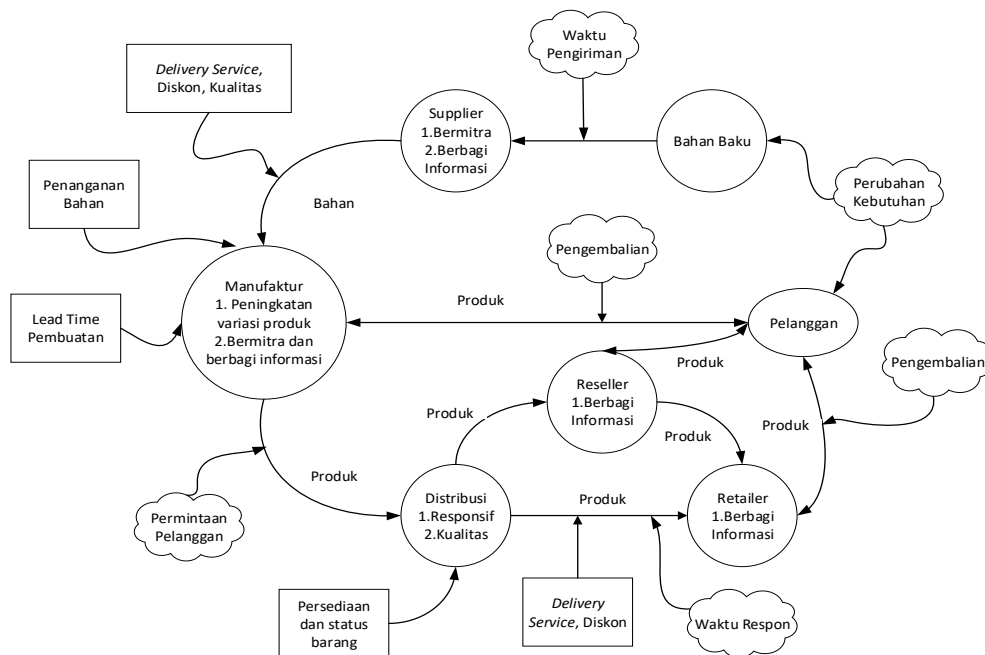 Waktu
Pengiriman
Delivery Service,
Diskon, Kualitas
Supplier
1.Bermitra
2.Berbagi
Informasi
Bahan Baku
Penanganan
Bahan
Bahan
Perubahan
Kebutuhan
Pengembalian
Manufaktur
1. Peningkatan
variasi produk
2.Bermitra dan
berbagi informasi
Lead Time
Pembuatan
Produk
Pelanggan
Produk
Pengembalian
Reseller
1.Berbagi
Informasi
Produk
Produk
Produk
Produk
Permintaan
Pelanggan
Distribusi
1.Responsif
2.Kualitas
Produk
Retailer
1.Berbagi
Informasi
Persediaan
dan status
barang
Delivery
Service, Diskon
Waktu Respon